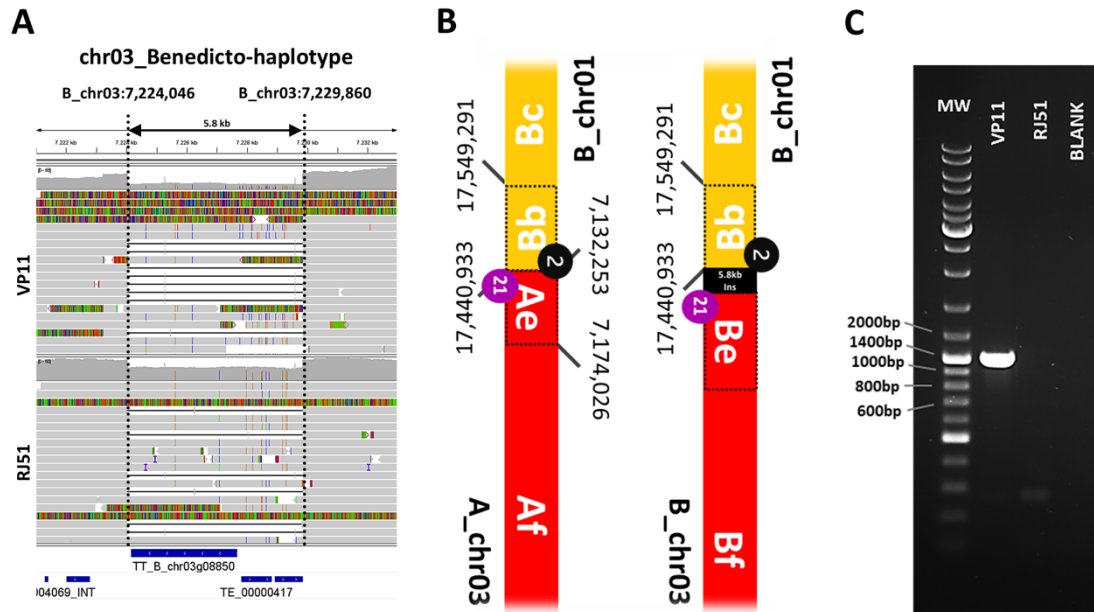 A
chr03_Benedicto-haplotype
B_chr03:7,224,046
B_chr03:7,229,860
5.8 kb
7.222 kb
7.226 kb
7.228 kb
7.232 kb
VP11
RJ51
TT_B_chr03g08850
004069_INT
TE_00000417
B
Bc
Bb
Ae
Af
B_chr01
A_chr03
17,549,291
17,440,933
7,132,253
7,174,026
21
2
Bc
Bb
5.8kb
Ins
Be
Bf
B_chr01
B_chr03
17,549,291
17,440,933
21
2
C
MW
VP11
RJ51
BLANK
2000bp
1400bp
1000bp
800bp
600bp